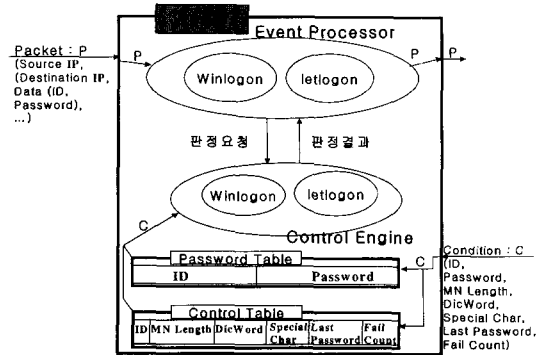 Event Processor
Packet : P
(Source IP,
(Destination IP,
Data (ID,
Password),
...)
P
P
P
Winlogon
letlogon
판정요청
판정결과
Winlogon
letlogon
C
Control Engine
Password Table
ID Password
C
Condition : C
(ID,
Password,
MN Length,
DicWord,
Special Char,
Last Password,
Fail Count)
Control Table
ID MN Length DicWord Special Char Last Password Fail Count